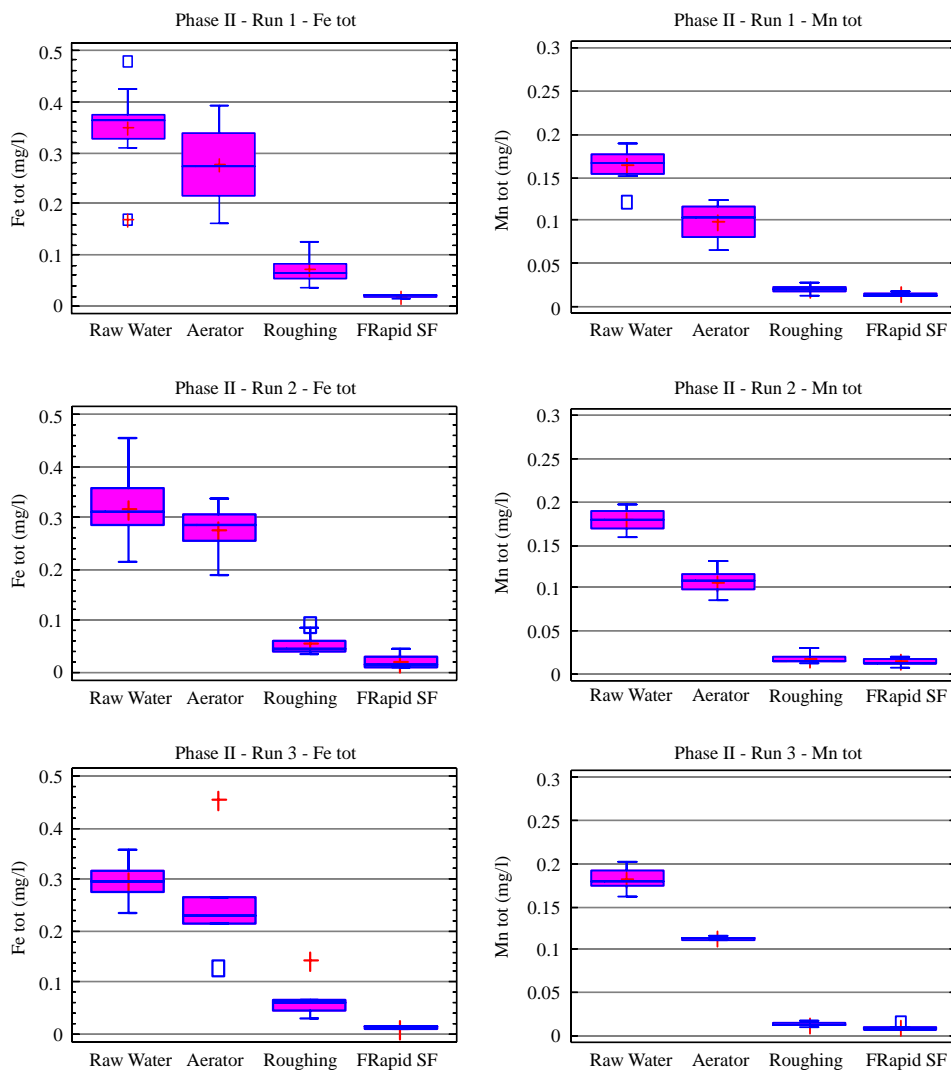 Phase II - Run 1 - Fe tot
Fe tot (mg/l)
0.5
0.4
0.3
0.2
0.1
0
Raw Water Aerator Roughing FRapid SF
Phase II - Run 1 - Mn tot
Mn tot (mg/l)
0.3
0.25
0.2
0.15
0.1
0.05
0
Raw Water Aerator Roughing FRapid SF
Phase II - Run 2 - Fe tot
Fe tot (mg/l)
0.5
0.4
0.3
0.2
0.1
0
Raw Water Aerator Roughing FRapid SF
Phase II - Run 2 - Mn tot
Mn tot (mg/l)
0.3
0.25
0.2
0.15
0.1
0.05
0
Raw Water Aerator Roughing FRapid SF
Phase II - Run 3 - Fe tot
Fe tot (mg/l)
0.5
0.4
0.3
0.2
0.1
0
Raw Water Aerator Roughing FRapid SF
Phase II - Run 3 - Mn tot
Mn tot (mg/l)
0.3
0.25
0.2
0.15
0.1
0.05
0
Raw Water Aerator Roughing FRapid SF